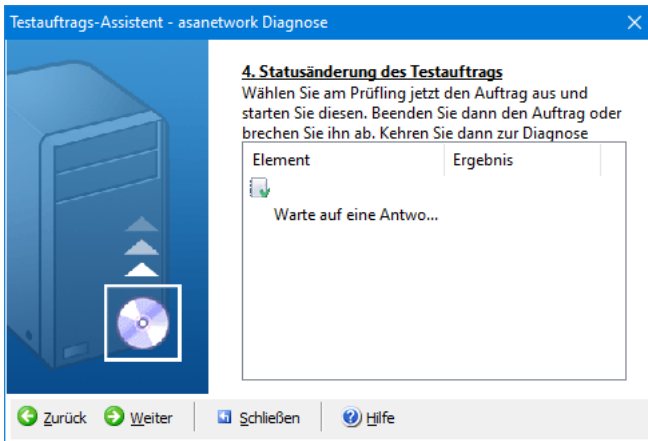 Testauftrags-Assistent - asanetwork Diagnose
4. Statusänderung des Testauftrags
Wählen Sie am Prüfling jetzt den Auftrag aus und
starten Sie diesen. Beenden Sie dann den Auftrag oder
brechen Sie ihn ab. Kehren Sie dann zur Diagnose
Element Ergebnis
Warte auf eine Antwo...
Zurück Weiter Schließen Hilfe